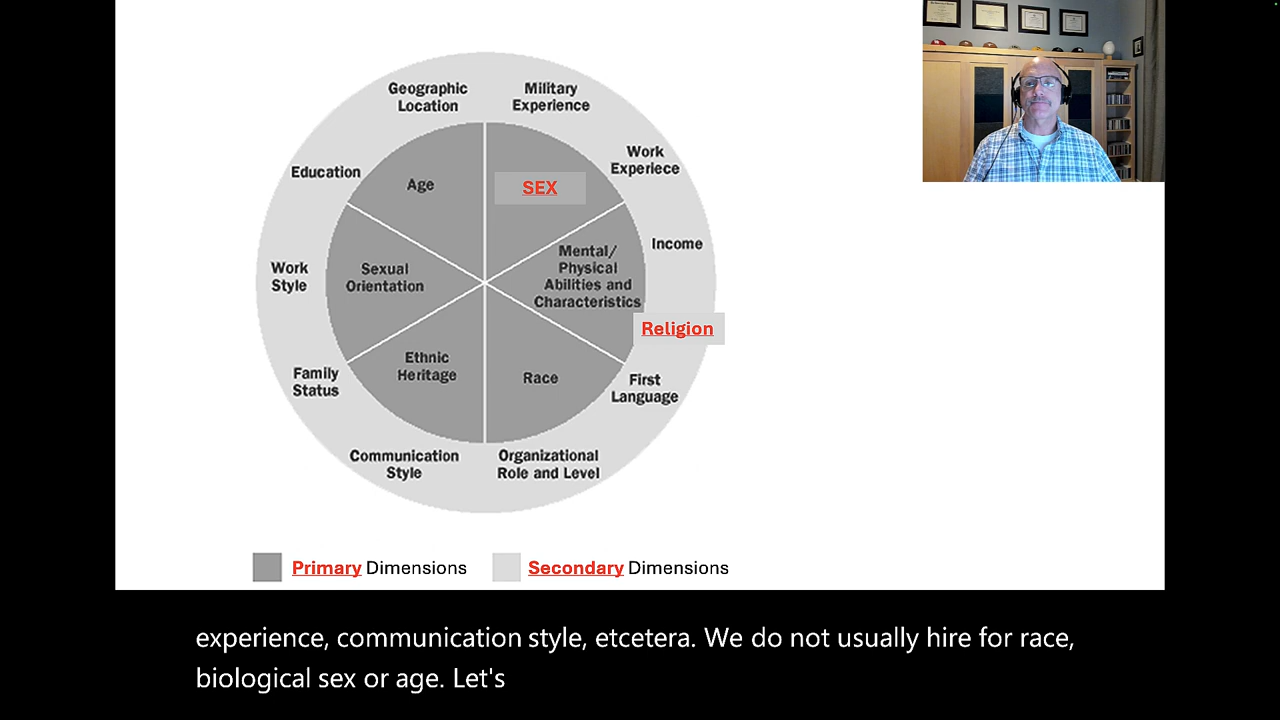 Geographic
Location
Military
Experience
Education
Age
SEX
Work
Experiece
Work
Style
Sexual
Orientation
Mental/
Physical
Abilities and
Characteristics
Income
Religion
Family
Status
Ethnic
Heritage
Race
First
Language
Communication
Style
Organizational
Role and Level
Primary Dimensions
Secondary Dimensions
experience, communication style, etcetera. We do not usually hire for race,
biological sex or age. Let's